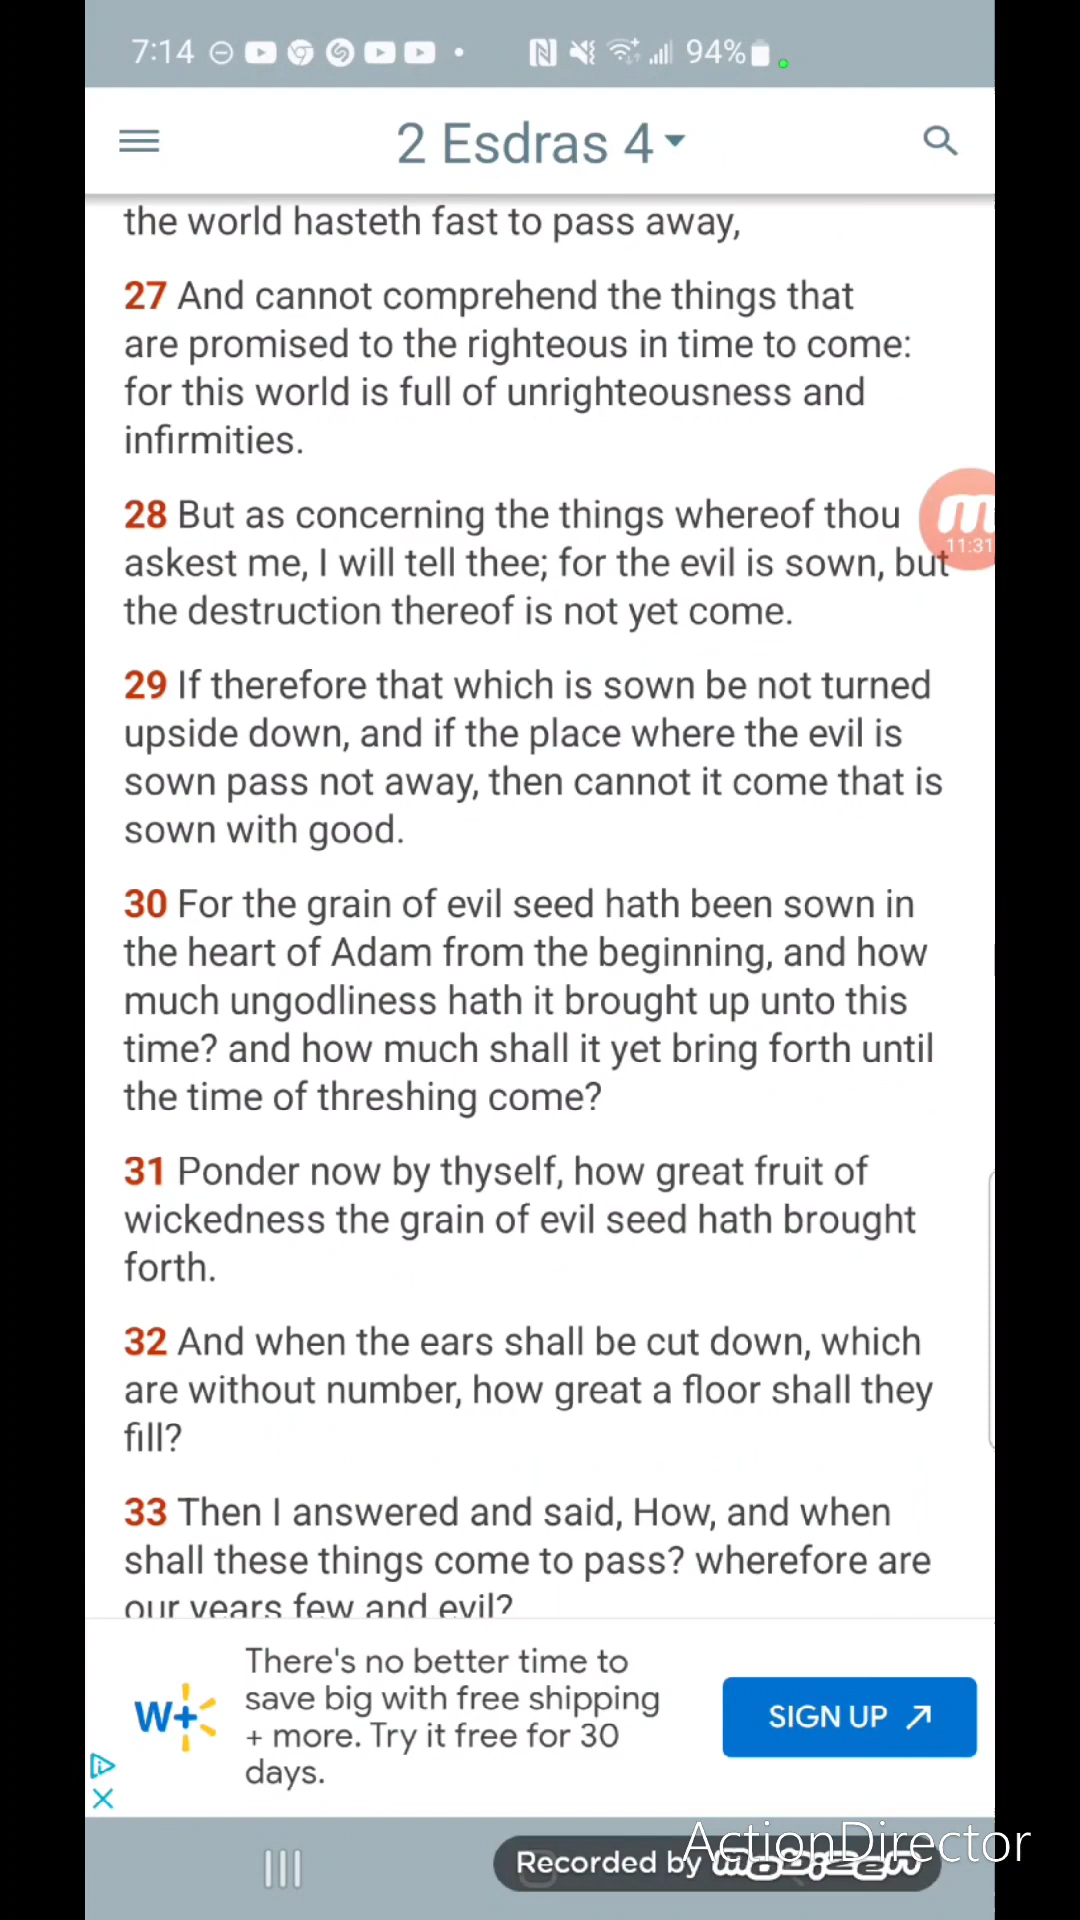 7:14
94%
2 Esdras 4
the world hasteth fast to pass away,
27 And cannot comprehend the things that
are promised to the righteous in time to come:
for this world is full of unrighteousness and
infirmities.
28 But as concerning the things whereof thou
askest me, I will tell thee; for the evil is sown, but
the destruction thereof is not yet come.
11:31
29 If therefore that which is sown be not turned
upside down, and if the place where the evil is
sown pass not away, then cannot it come that is
sown with good.
30 For the grain of evil seed hath been sown in
the heart of Adam from the beginning, and how
much ungodliness hath it brought up unto this
time? and how much shall it yet bring forth until
the time of threshing come?
31 Ponder now by thyself, how great fruit of
wickedness the grain of evil seed hath brought
forth.
32 And when the ears shall be cut down, which
are without number, how great a floor shall they
fill?
33 Then I answered and said, How, and when
shall these things come to pass? wherefore are
our years few and evil?
W+
There's no better time to
save big with free shipping
+ more. Try it free for 30
days.
SIGN UP
ActionDirector
Recorded by mobizen